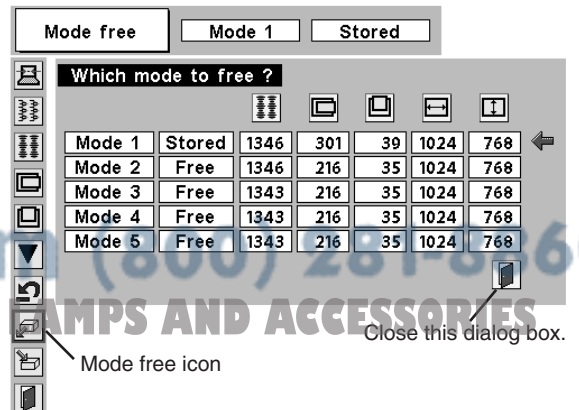 Mode free Mode 1 Stored
Which mode to free ?
Mode 1 Stored 1346 301 39 1024 768
Mode 2 Free 1346 216 35 1024 768
Mode 3 Free 1343 216 35 1024 768
Mode 4 Free 1343 216 35 1024 768
Mode 5 Free 1343 216 35 1024 768
(800) 281-886
AMPS AND ACCESSORIES
Close this dialog box.
Mode free icon